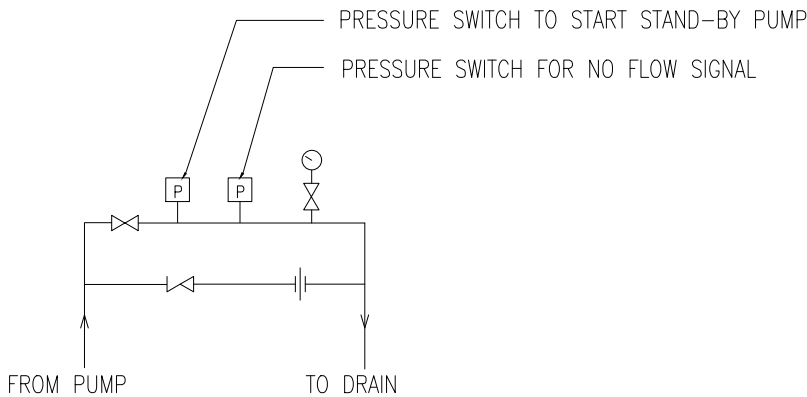 PRESSURE SWITCH TO START STAND-BY PUMP
PRESSURE SWITCH FOR NO FLOW SIGNAL
P P
FROM PUMP
TO DRAIN